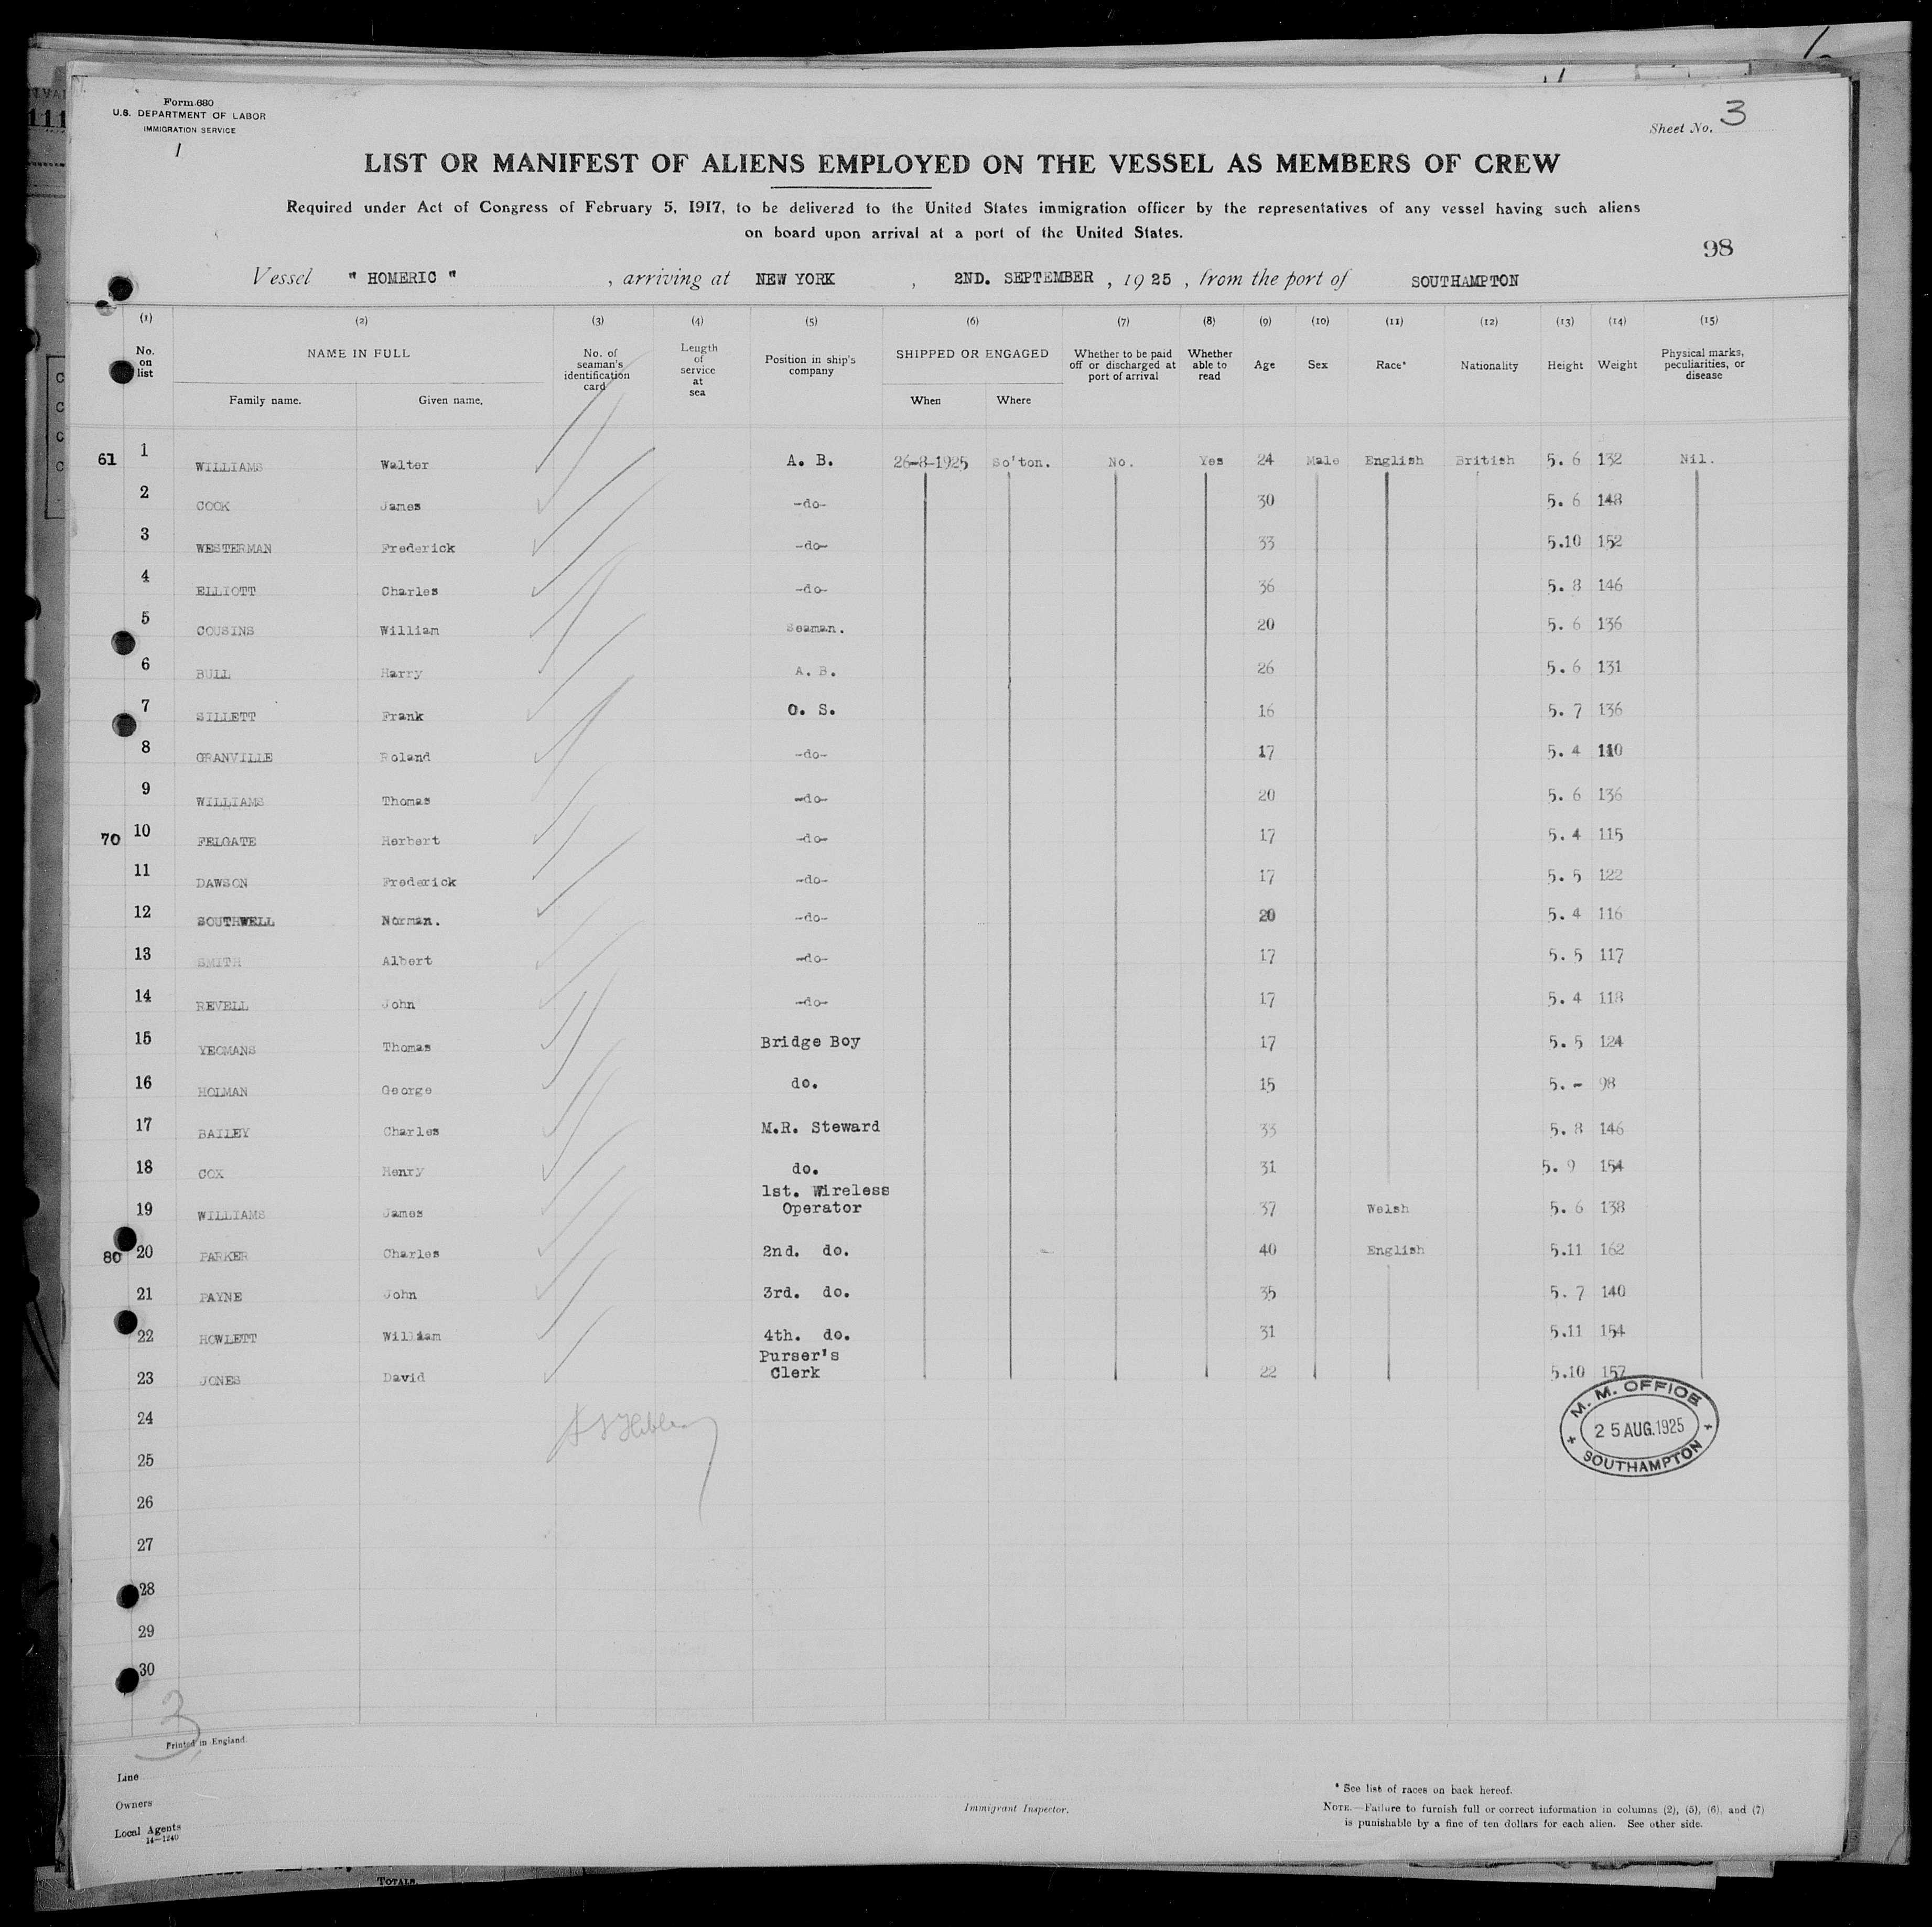 Form 680
U.S. DEPARTMENT OF LABOR
IMMIGRATION SERVICE
1
Sheet No. 3
LIST OR MANIFEST OF ALIENS EMPLOYED ON THE VESSEL AS MEMBERS OF CREW
Required under Act of Congress of February 5, 1917, to be delivered to the United States immigration officer by the representatives of any vessel having such aliens
on board upon arrival at a port of the United States.
98
Vessel " HOMERIC " , arriving at NEW YORK , 2ND. SEPTEMBER , 1925 , from the port of SOUTHAMPTON
(1) (2) (3) (4) (5) (6) (7) (8) (9) (10) (11) (12) (13) (14) (15)
No. on list NAME IN FULL Family name. Given name. No. of seaman's identification card Length of service at sea Position in ship's company SHIPPED OR ENGAGED When Where Whether to be paid off or discharged at port of arrival Whether able to read Age Sex Race* Nationality Height Weight Physical marks, peculiarities, or disease
61 1 WILLIAMS Walter A. B. 26-8-1925 So'ton. No. Yes 24 Male English British 5. 6 132 Nil.
2 COOK James -do- 30 5. 6 148
3 WESTERMAN Frederick -do- 33 5.10 152
4 ELLIOTT Charles -do- 36 5. 8 146
5 COUSINS William Seaman. 20 5. 6 136
6 BULL Harry A. B. 26 5. 6 131
7 SILLETT Frank O. S. 16 5. 7 136
8 GRANVILLE Roland -do- 17 5. 4 110
9 WILLIAMS Thomas -do- 20 5. 6 136
70 10 FELGATE Herbert -do- 17 5. 4 115
11 DAWSON Frederick -do- 17 5. 5 122
12 SOUTHWELL Norman. -do- 20 5. 4 116
13 SMITH Albert -do- 17 5. 5 117
14 REVELL John -do- 17 5. 4 118
15 YEOMANS Thomas Bridge Boy 17 5. 5 124
16 HOLMAN George do. 15 5. - 98
17 BAILEY Charles M.R. Steward 33 5. 8 146
18 COX Henry do. 31 5. 9 154
19 WILLIAMS James 1st. Wireless Operator 37 Welsh 5. 6 138
80 20 PARKER Charles 2nd. do. 40 English 5.11 162
21 PAYNE John 3rd. do. 35 5. 7 140
22 HOWLETT William 4th. do. 31 5.11 154
23 JONES David Purser's Clerk 22 5.10 157
24
25
26
27
28
29
30
M. M. OFFICE
25 AUG. 1925
SOUTHAMPTON
3
Printed in England.
Line
Owners
Local Agents
14-1240
Immigrant Inspector.
* See list of races on back hereof.
NOTE.—Failure to furnish full or correct information in columns (2), (5), (6), and (7)
is punishable by a fine of ten dollars for each alien. See other side.
TOTALS